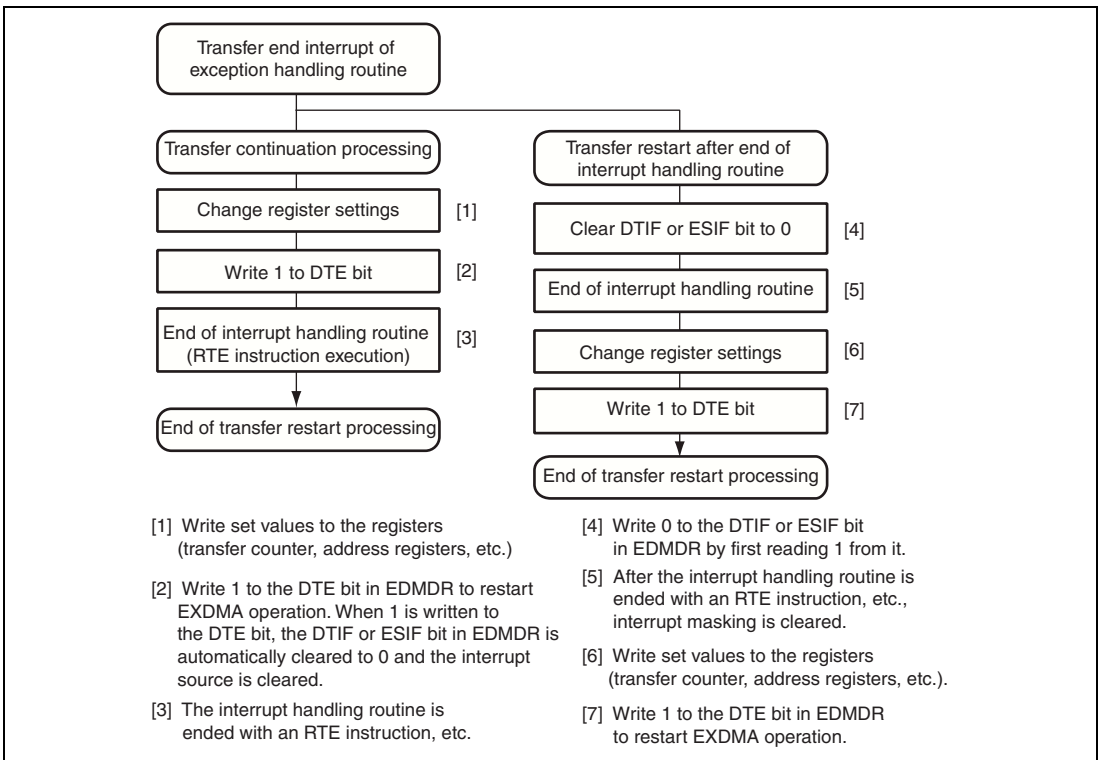 Transfer end interrupt of
exception handling routine
Transfer continuation processing
Change register settings
[1]
Write 1 to DTE bit
[2]
End of interrupt handling routine
(RTE instruction execution)
[3]
End of transfer restart processing
Transfer restart after end of
interrupt handling routine
Clear DTIF or ESIF bit to 0
[4]
End of interrupt handling routine
[5]
Change register settings
[6]
Write 1 to DTE bit
[7]
End of transfer restart processing
[1] Write set values to the registers
(transfer counter, address registers, etc.)
[2] Write 1 to the DTE bit in EDMDR to restart
EXDMA operation. When 1 is written to
the DTE bit, the DTIF or ESIF bit in EDMDR is
automatically cleared to 0 and the interrupt
source is cleared.
[3] The interrupt handling routine is
ended with an RTE instruction, etc.
[4] Write 0 to the DTIF or ESIF bit
in EDMDR by first reading 1 from it.
[5] After the interrupt handling routine is
ended with an RTE instruction, etc.,
interrupt masking is cleared.
[6] Write set values to the registers
(transfer counter, address registers, etc.).
[7] Write 1 to the DTE bit in EDMDR
to restart EXDMA operation.